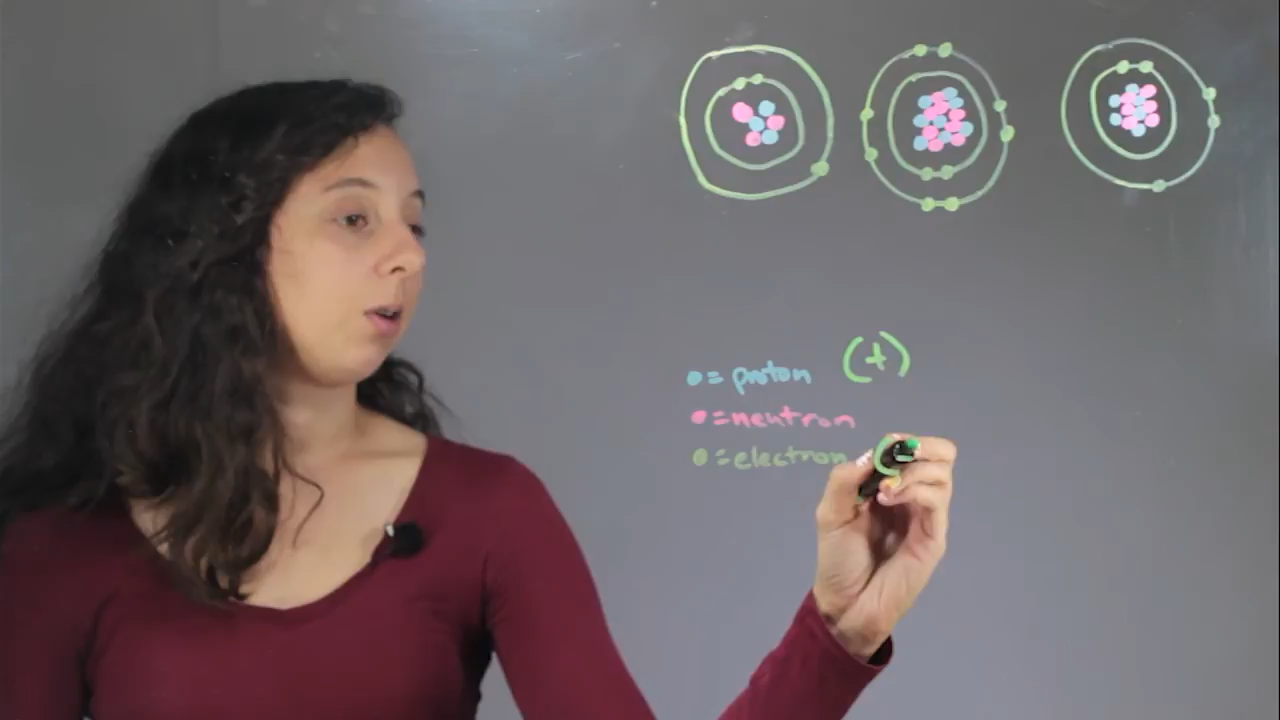 = proton (+)
= neutron
= electron (